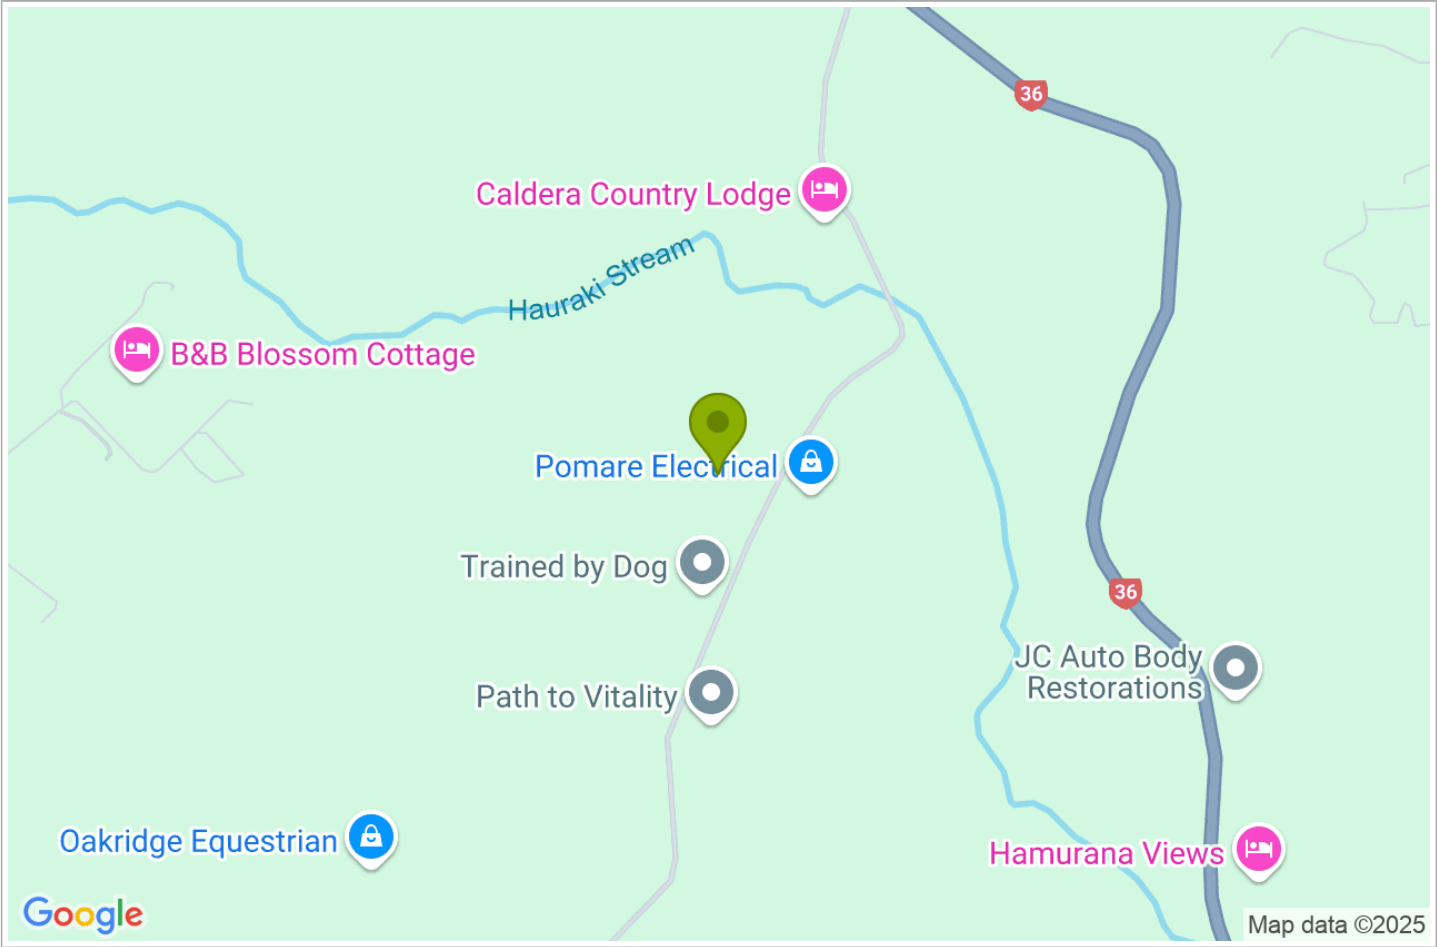 36
Caldera Country Lodge
Hauraki Stream
B&B Blossom Cottage
Pomare Electrical
Trained by Dog
36
JC Auto Body
Restorations
Path to Vitality
Oakridge Equestrian
Hamurana Views
Google
Map data ©2025